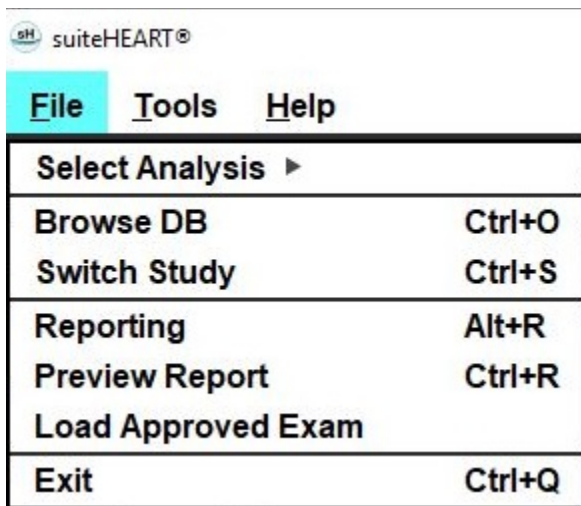 sH suiteHEART®
File Tools Help
Select Analysis
Browse DB Ctrl+O
Switch Study Ctrl+S
Reporting Alt+R
Preview Report Ctrl+R
Load Approved Exam
Exit Ctrl+Q